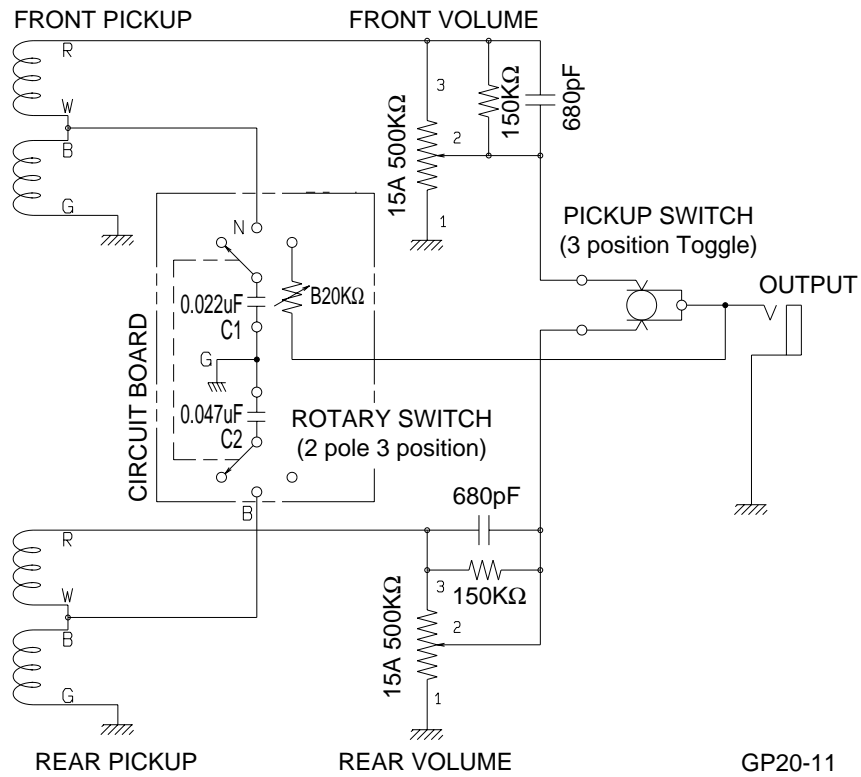 FRONT PICKUP
FRONT VOLUME
R
W
B
G
3
2
1
15A 500KΩ
150KΩ
680pF
PICKUP SWITCH
(3 position Toggle)
OUTPUT
N
0.022uF
C1
B20KΩ
G
0.047uF
C2
B
CIRCUIT BOARD
ROTARY SWITCH
(2 pole 3 position)
680pF
150KΩ
R
W
B
G
3
2
1
15A 500KΩ
REAR PICKUP
REAR VOLUME
GP20-11